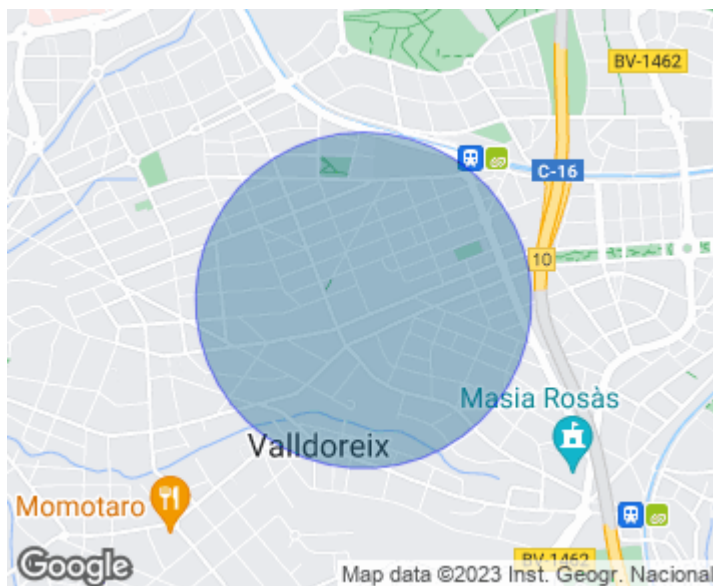 BV-1462
C-16
10
Masia Rosàs
Valldoreix
Momotaro
BV-1462
Google
Map data ©2023 Inst. Geogr. Nacional